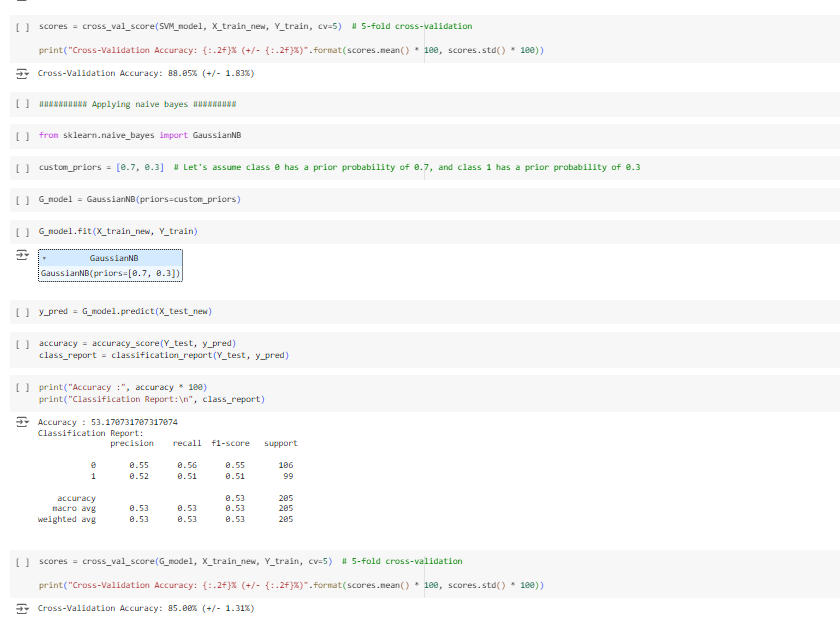 [ ] scores = cross_val_score(SVM_model, X_train_new, Y_train, cv=5)  # 5-fold cross-validation
print("Cross-Validation Accuracy: {:.2f}% (+/- {:.2f}%)".format(scores.mean() * 100, scores.std() * 100))
Cross-Validation Accuracy: 88.05% (+/- 1.83%)
[ ] ########## Applying naive bayes #########
[ ] from sklearn.naive_bayes import GaussianNB
[ ] custom_priors = [0.7, 0.3]  # Let's assume class 0 has a prior probability of 0.7, and class 1 has a prior probability of 0.3
[ ] G_model = GaussianNB(priors=custom_priors)
[ ] G_model.fit(X_train_new, Y_train)
GaussianNB
GaussianNB(priors=[0.7, 0.3])
[ ] y_pred = G_model.predict(X_test_new)
[ ] accuracy = accuracy_score(Y_test, y_pred)
class_report = classification_report(Y_test, y_pred)
[ ] print("Accuracy :", accuracy * 100)
print("Classification Report:\n", class_report)
Accuracy : 53.170731707317074
Classification Report:
precision recall f1-score support
0 0.55 0.56 0.55 106
1 0.52 0.51 0.51 99
accuracy 0.53 205
macro avg 0.53 0.53 0.53 205
weighted avg 0.53 0.53 0.53 205
[ ] scores = cross_val_score(G_model, X_train_new, Y_train, cv=5)  # 5-fold cross-validation
print("Cross-Validation Accuracy: {:.2f}% (+/- {:.2f}%)".format(scores.mean() * 100, scores.std() * 100))
Cross-Validation Accuracy: 85.00% (+/- 1.31%)